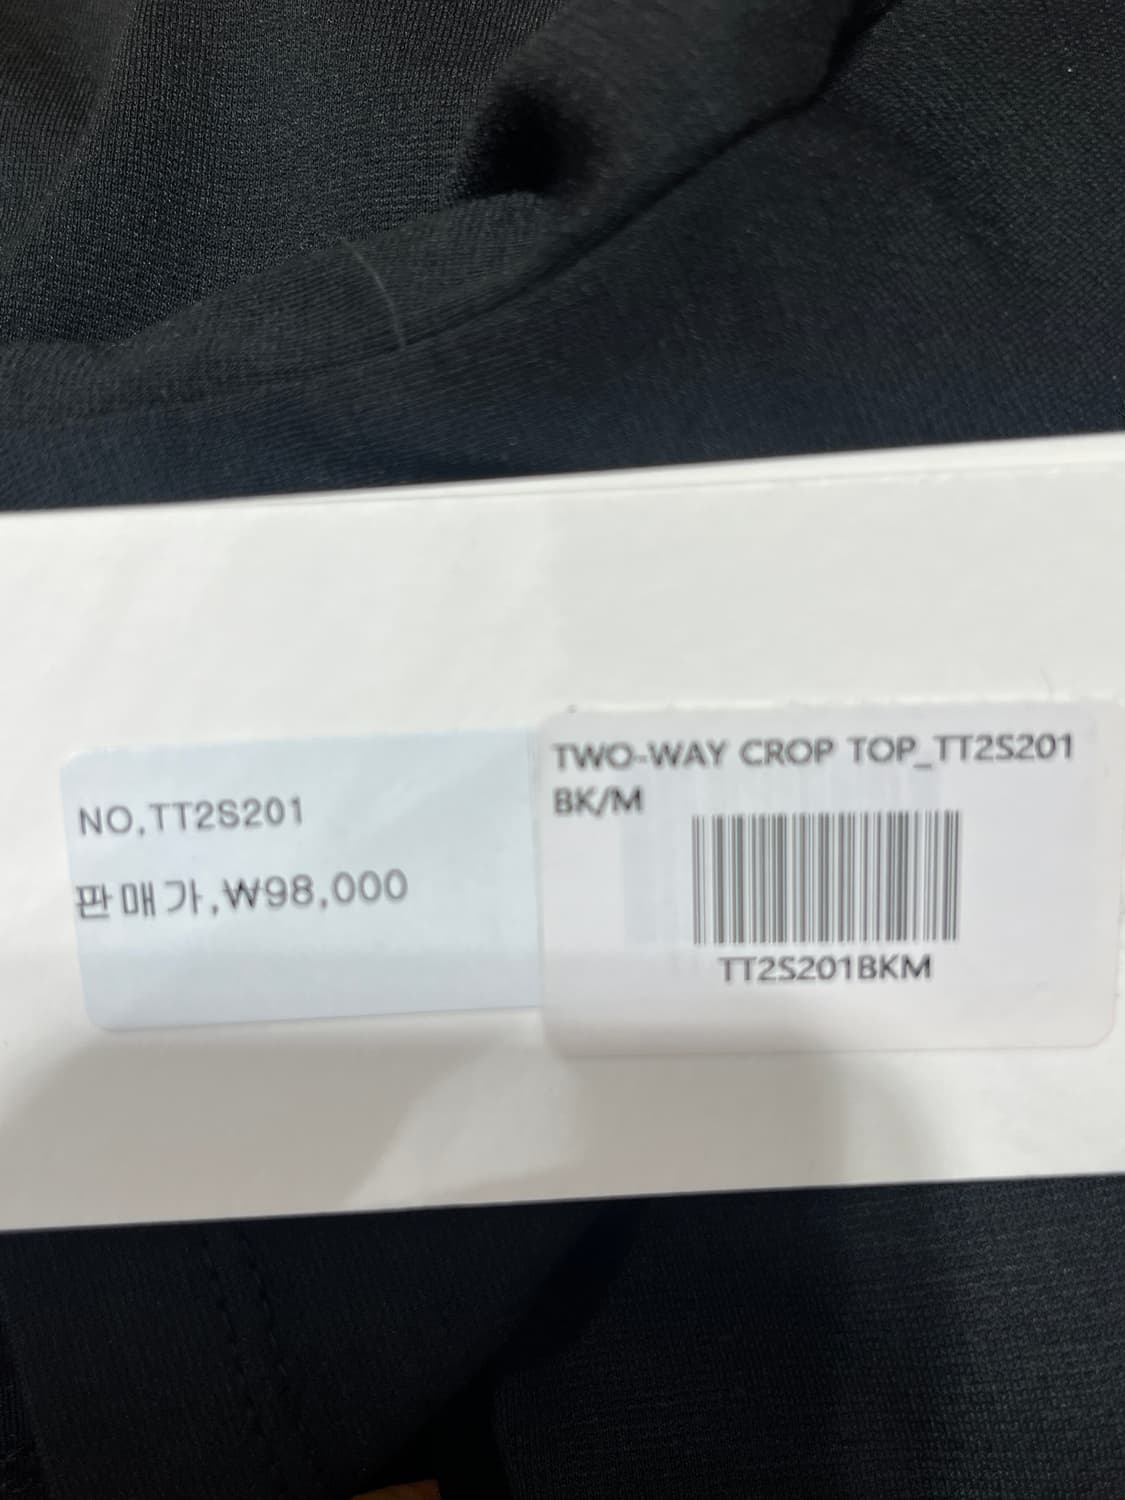 NO,TT2S201
판매가,₩98,000
TWO-WAY CROP TOP_TT2S201
BK/M
TT2S201BKM